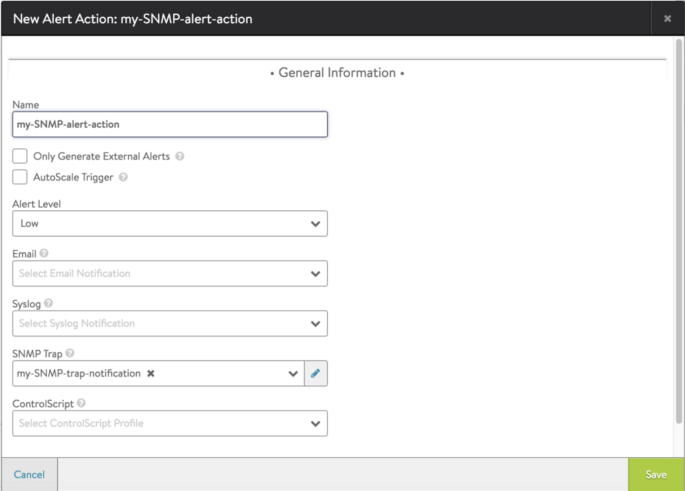 New Alert Action: my-SNMP-alert-action
• General Information •
Name
my-SNMP-alert-action
Only Generate External Alerts
AutoScale Trigger
Alert Level
Low
Email
Select Email Notification
Syslog
Select Syslog Notification
SNMP Trap
my-SNMP-trap-notification
ControlScript
Select ControlScript Profile
Cancel
Save